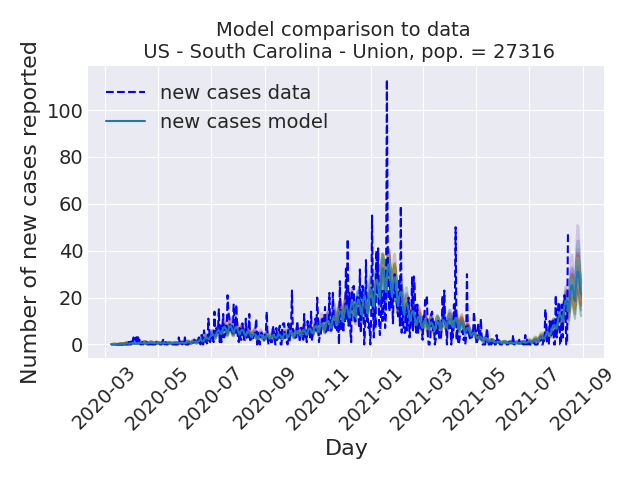 Model comparison to data
US - South Carolina - Union, pop. = 27316
Number of new cases reported
100
80
60
40
20
0
new cases data
new cases model
2020-03
2020-05
2020-07
2020-09
2020-11
2021-01
2021-03
2021-05
2021-07
2021-09
Day